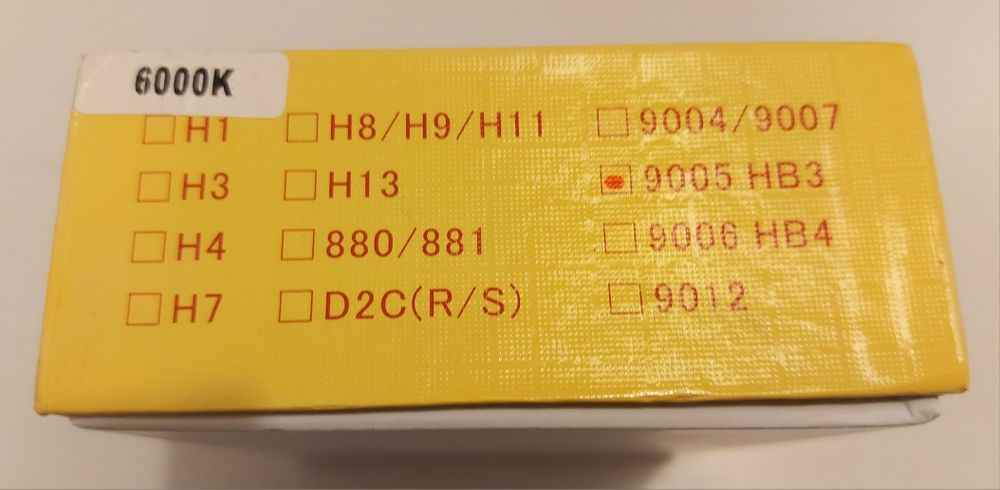 6000K
H1 H8/H9/H11 9004/9007
H3 H13 9005 HB3
H4 880/881 9006 HB4
H7 D2C(R/S) 9012